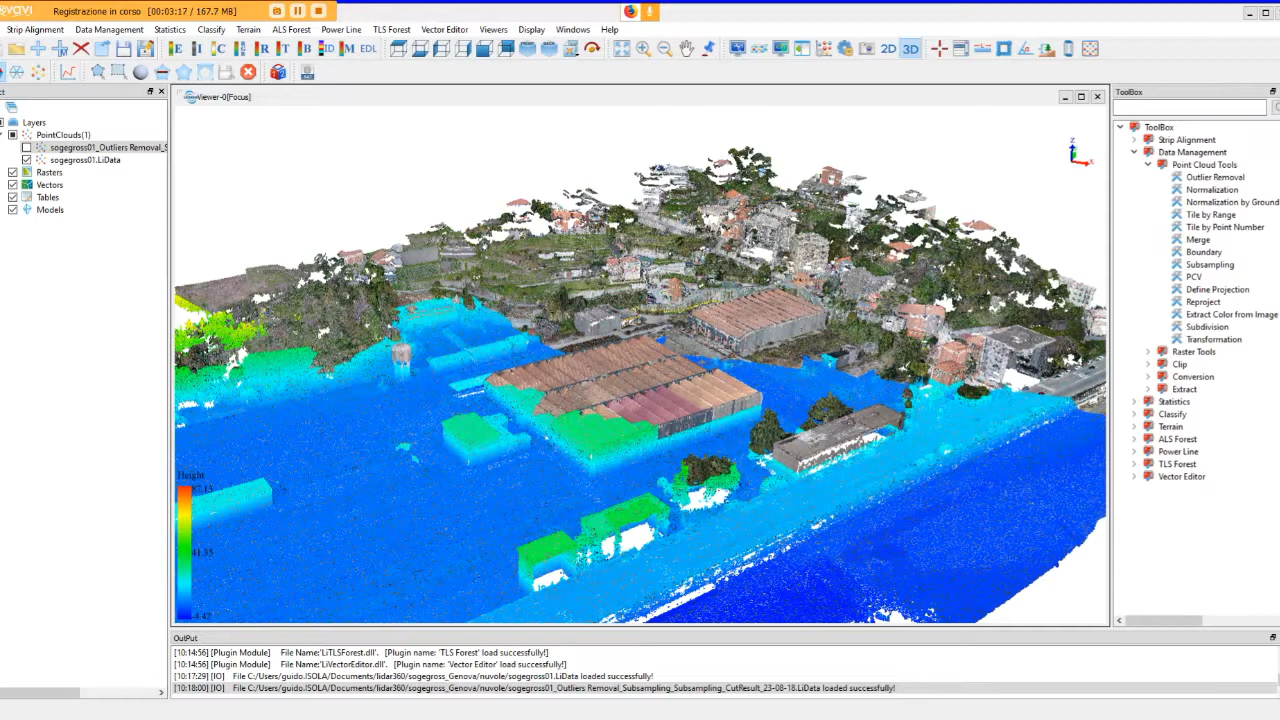 Registrazione in corso [00:03:17 / 167.7 MB]
Strip Alignment Data Management Statistics Classify Terrain ALS Forest Power Line TLS Forest Vector Editor Viewers Display Windows Help
E I C R T B ID M EDL 2D 3D
Viewer-0[Focus]
ToolBox
Layers
PointClouds(1)
sogegross01_Outliers Removal_S
sogegross01.LiData
Rasters
Vectors
Tables
Models
Z
X
Height
87.13
41.35
-4.42
ToolBox
Strip Alignment
Data Management
Point Cloud Tools
Outlier Removal
Normalization
Normalization by Ground
Tile by Range
Tile by Point Number
Merge
Boundary
Subsampling
PCV
Define Projection
Reproject
Extract Color from Image
Subdivision
Transformation
Raster Tools
Clip
Conversion
Extract
Statistics
Classify
Terrain
ALS Forest
Power Line
TLS Forest
Vector Editor
OutPut
[10:14:56] [Plugin Module] File Name:'LiTLSForest.dll'. [Plugin name: 'TLS Forest' load successfully!]
[10:14:56] [Plugin Module] File Name:'LiVectorEditor.dll'. [Plugin name: 'Vector Editor' load successfully!]
[10:17:29] [IO] File C:/Users/guido.ISOLA/Documents/lidar360/sogegross_Genova/nuvole/sogegross01.LiData loaded successfully!
[10:18:00] [IO] File C:/Users/guido.ISOLA/Documents/lidar360/sogegross_Genova/nuvole/sogegross01_Outliers Removal_Subsampling_Subsampling_CutResult_23-08-18.LiData loaded successfully!